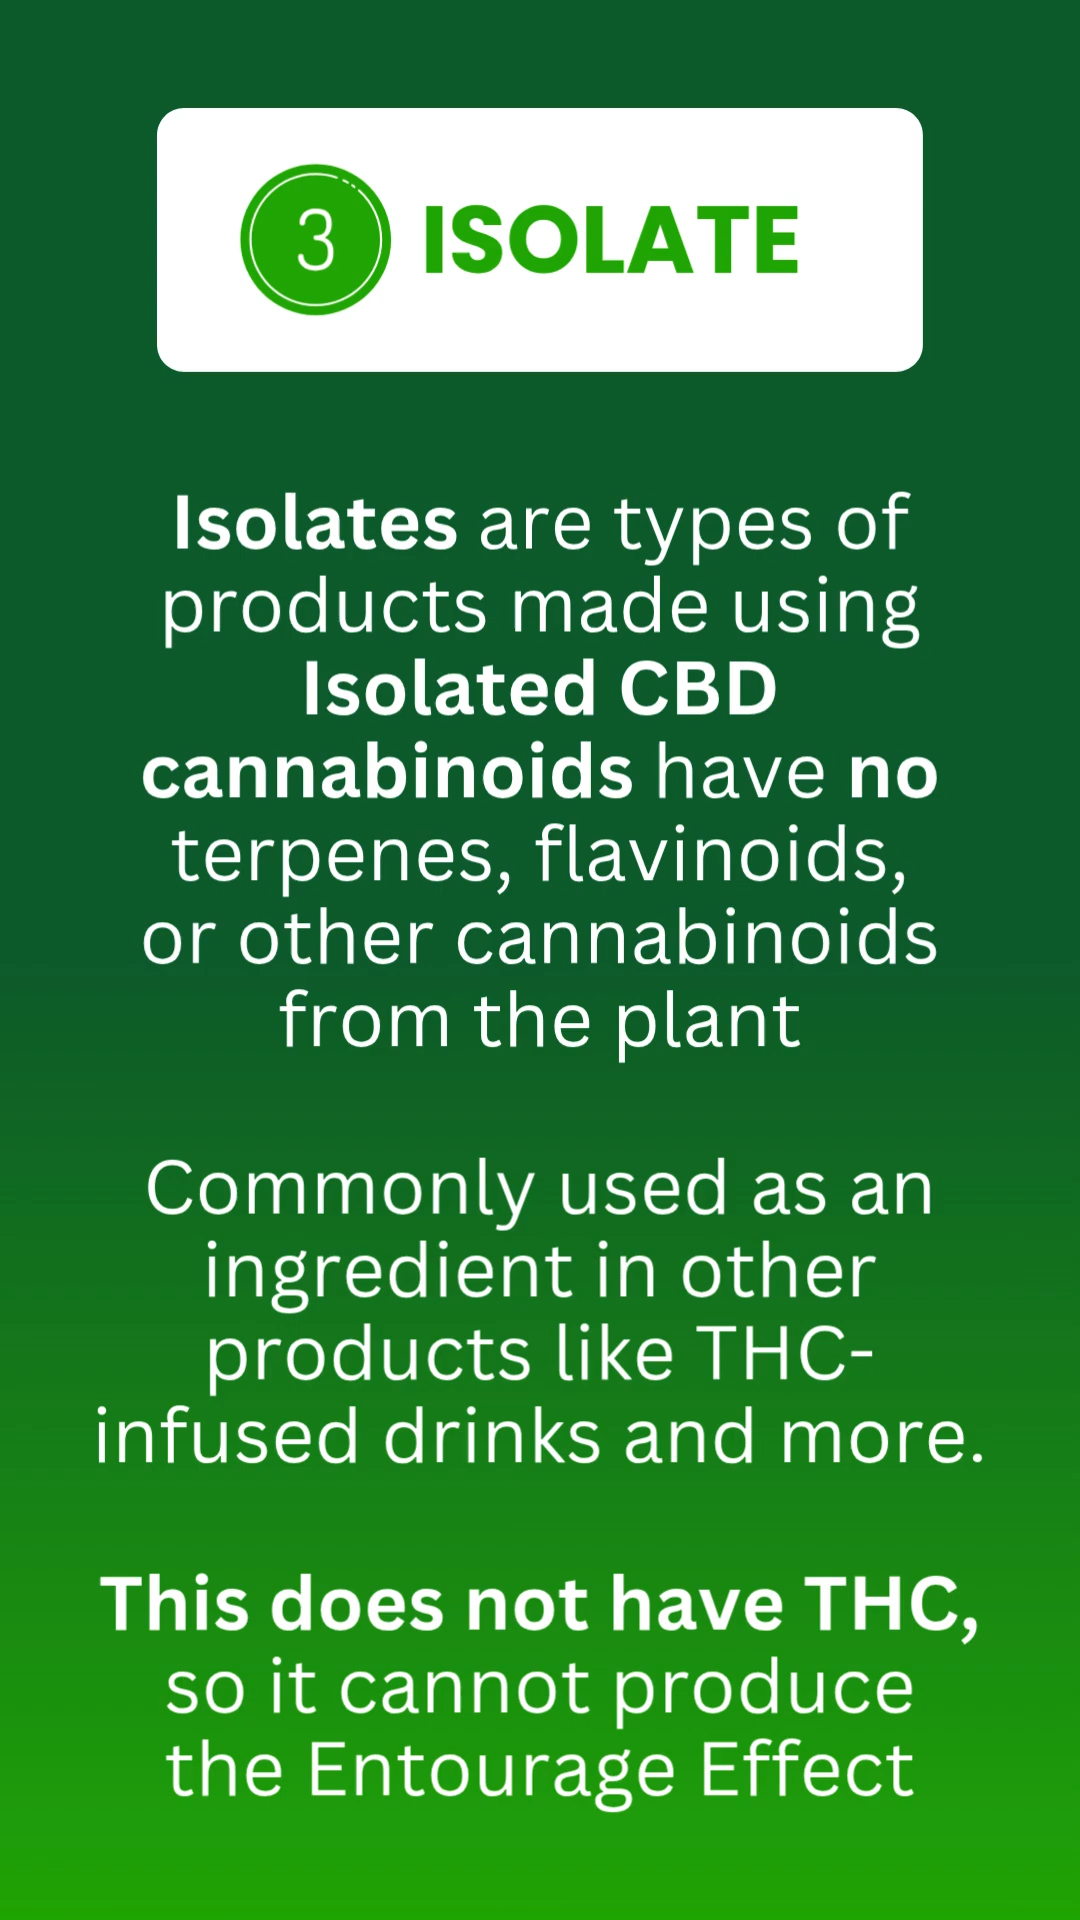 3 ISOLATE
Isolates are types of
products made using
Isolated CBD
cannabinoids have no
terpenes, flavinoids,
or other cannabinoids
from the plant
Commonly used as an
ingredient in other
products like THC-
infused drinks and more.
This does not have THC,
so it cannot produce
the Entourage Effect